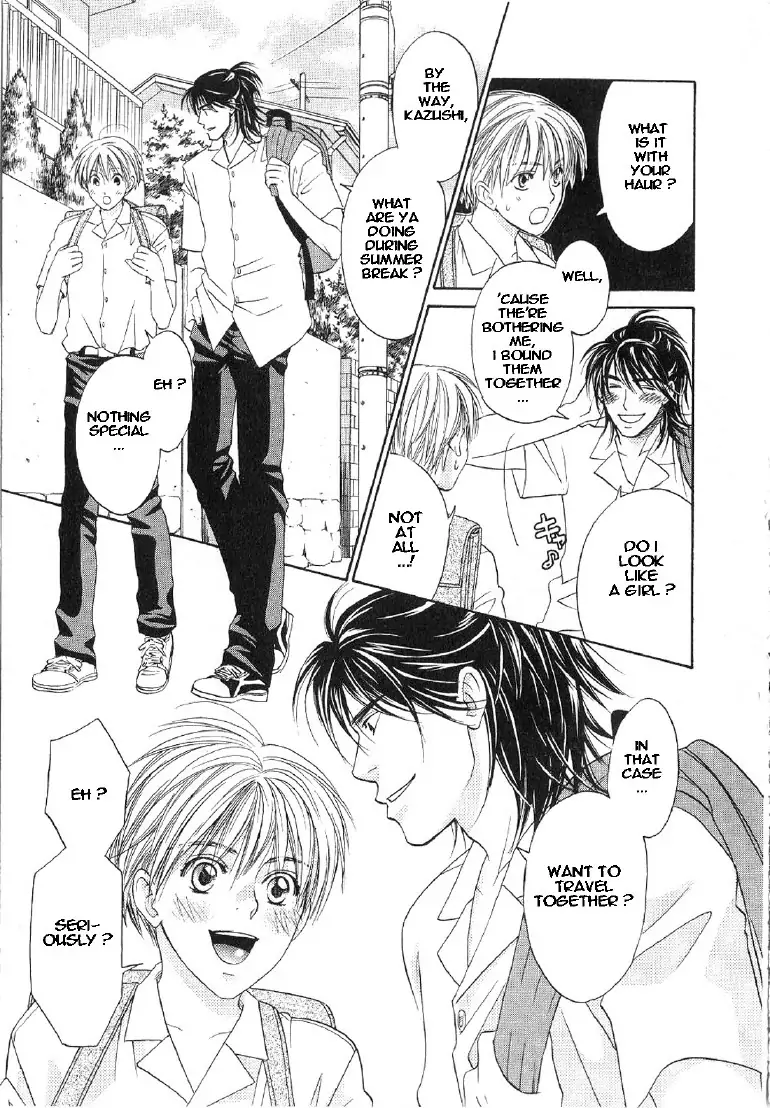 WHAT
IS IT
WITH
YOUR
HAUR ?
WELL,
'CAUSE
THE'RE
BOTHERING
ME,
I BOUND
THEM
TOGETHER
...
DO I
LOOK
LIKE
A GIRL ?
キャ♪
NOT
AT
ALL
...!
BY
THE
WAY,
KAZUSHI,
WHAT
ARE YA
DOING
DURING
SUMMER
BREAK ?
EH ?
NOTHING
SPECIAL
...
IN
THAT
CASE
...
WANT TO
TRAVEL
TOGETHER ?
EH ?
SERI-
OUSLY ?